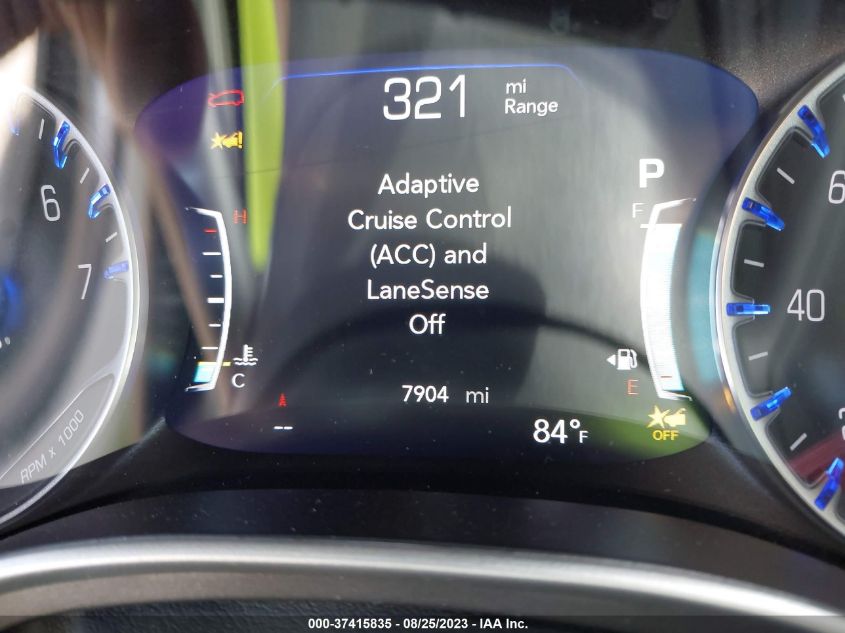 321 mi
Range
Adaptive
Cruise Control
(ACC) and
LaneSense
Off
7904 mi
--
84°F
P
F
E
OFF
H
C
6
7
RPM x 1000
40
000-37415835 - 08/25/2023 - IAA Inc.